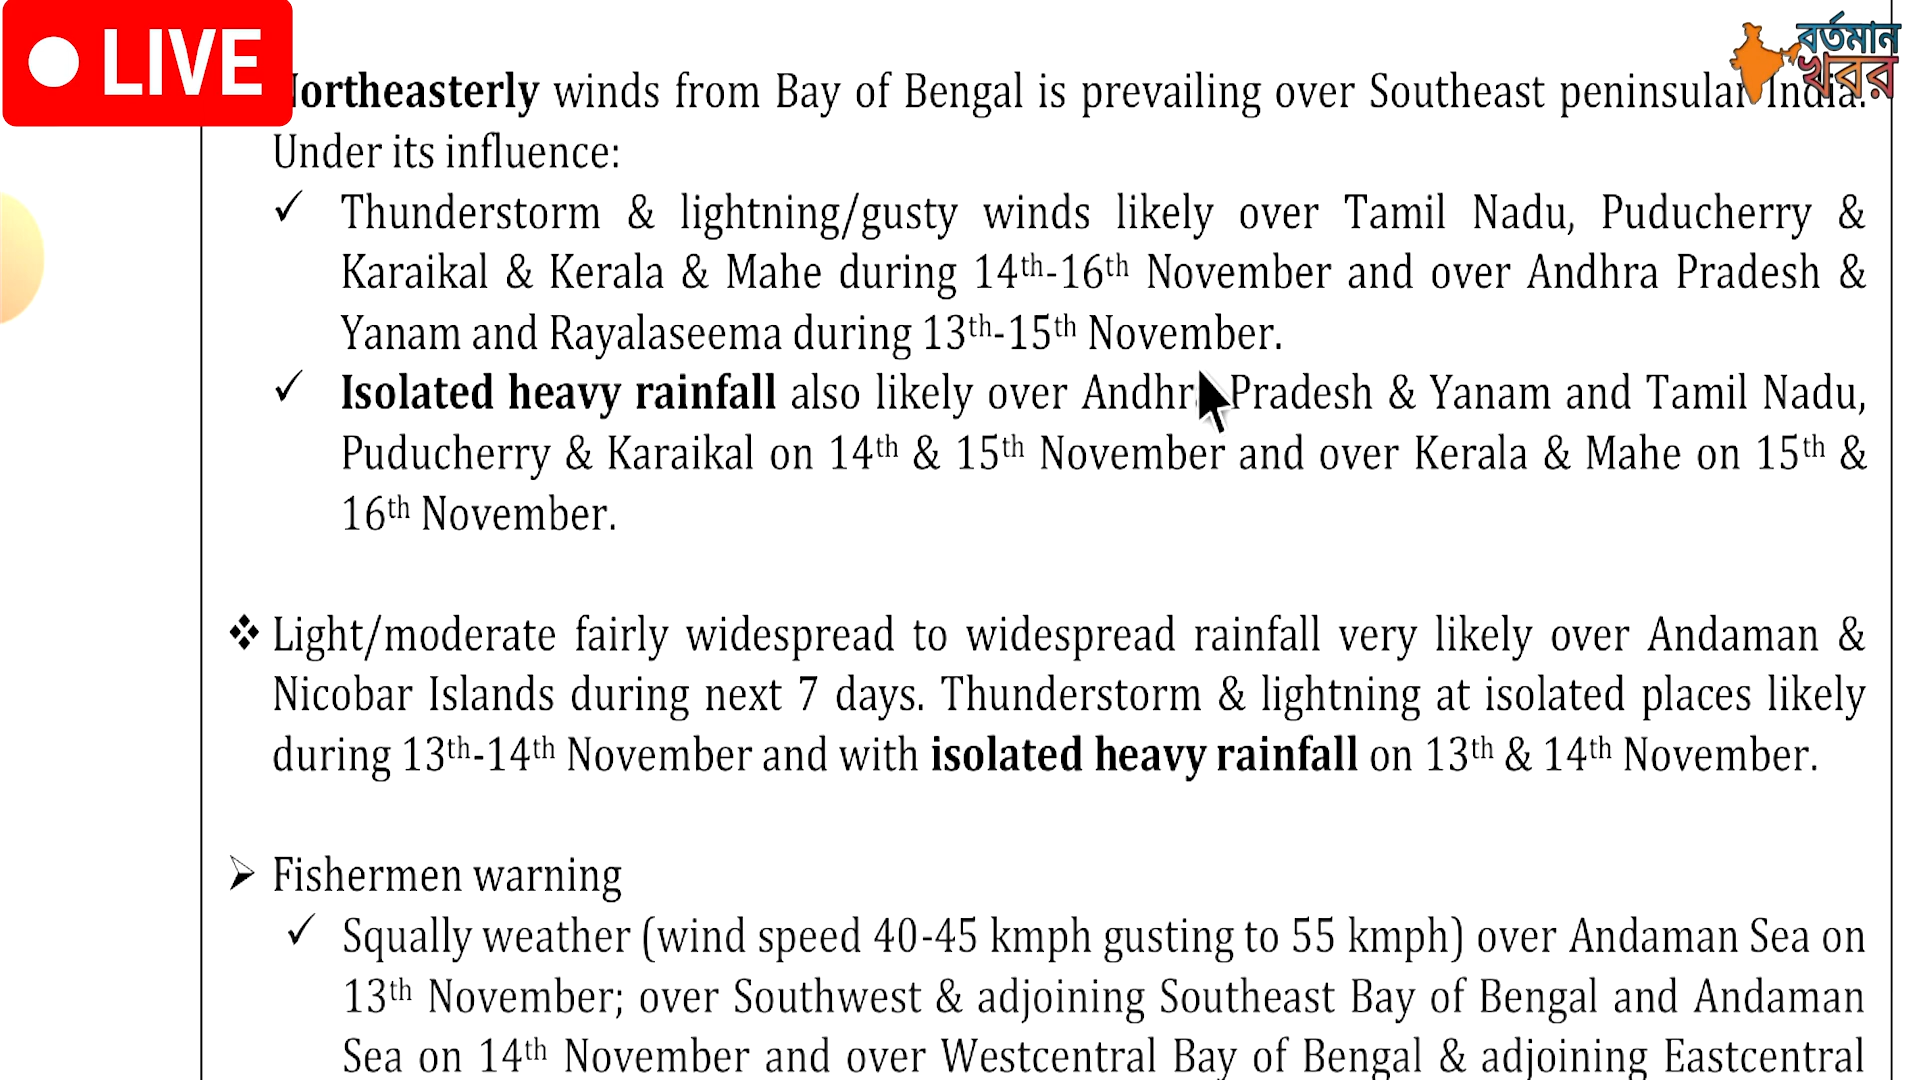 LIVE
বর্তমান
খবর
Northeasterly winds from Bay of Bengal is prevailing over Southeast peninsular India.
Under its influence:
✓ Thunderstorm & lightning/gusty winds likely over Tamil Nadu, Puducherry &
Karaikal & Kerala & Mahe during 14th-16th November and over Andhra Pradesh &
Yanam and Rayalaseema during 13th-15th November.
✓ Isolated heavy rainfall also likely over Andhra Pradesh & Yanam and Tamil Nadu,
Puducherry & Karaikal on 14th & 15th November and over Kerala & Mahe on 15th &
16th November.
❖ Light/moderate fairly widespread to widespread rainfall very likely over Andaman &
Nicobar Islands during next 7 days. Thunderstorm & lightning at isolated places likely
during 13th-14th November and with isolated heavy rainfall on 13th & 14th November.
➢ Fishermen warning
✓ Squally weather (wind speed 40-45 kmph gusting to 55 kmph) over Andaman Sea on
13th November; over Southwest & adjoining Southeast Bay of Bengal and Andaman
Sea on 14th November and over Westcentral Bay of Bengal & adjoining Eastcentral